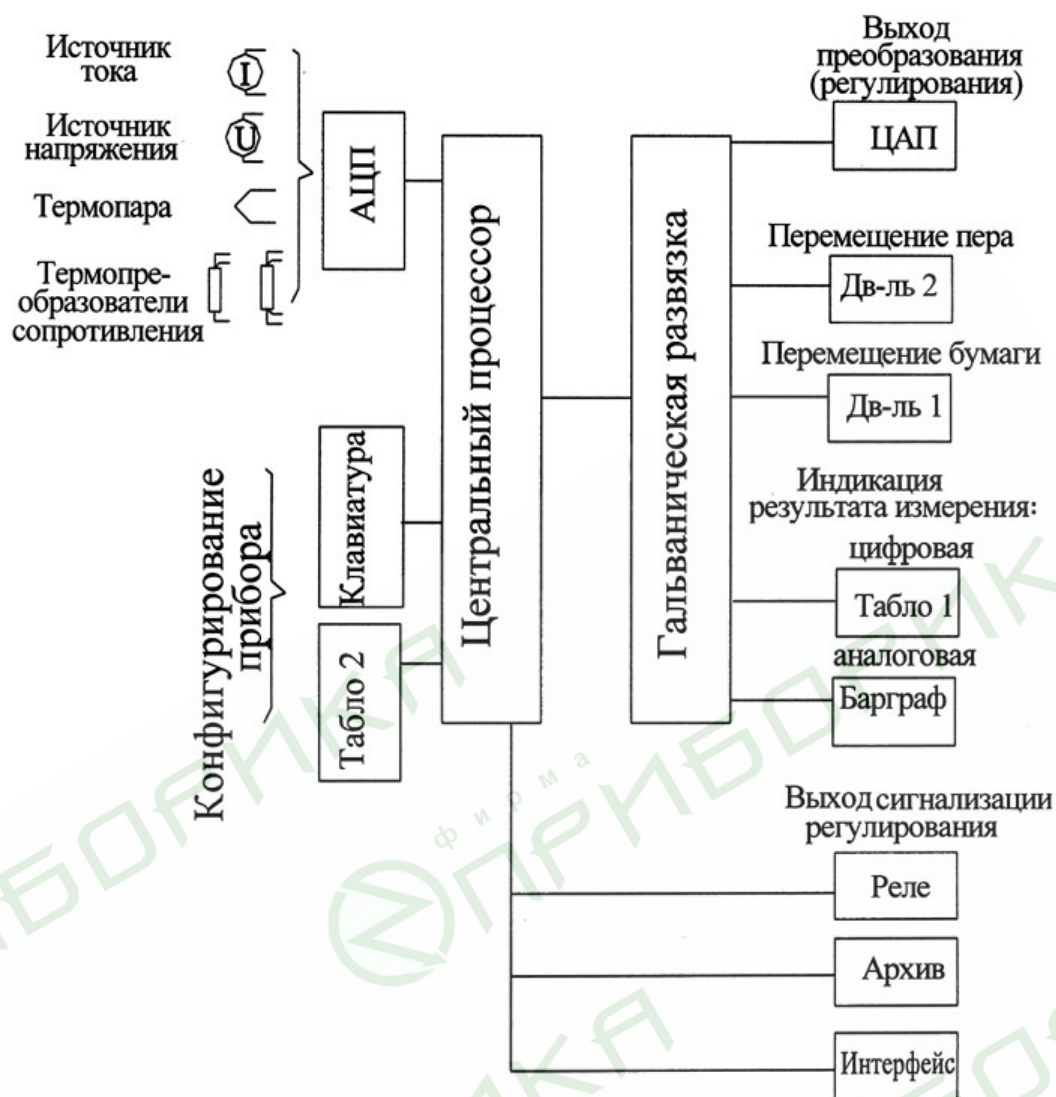 Источник
тока
I
Источник
напряжения
U
Термопара
Термопре-
образователи
сопротивления
АЦП
Конфигурирование
прибора
Клавиатура
Табло 2
Центральный процессор
Гальваническая развязка
Выход
преобразования
(регулирования)
ЦАП
Перемещение пера
Дв-ль 2
Перемещение бумаги
Дв-ль 1
Индикация
результата измерения:
цифровая
Табло 1
аналоговая
Барграф
Выход сигнализации
регулирования
Реле
Архив
Интерфейс
фирма
ПРИБОРИКА